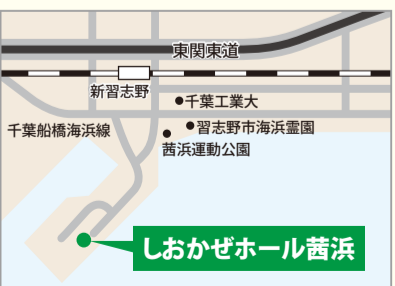 東関東道
新習志野
千葉工業大
千葉船橋海浜線
習志野市海浜霊園
茜浜運動公園
しおかぜホール茜浜